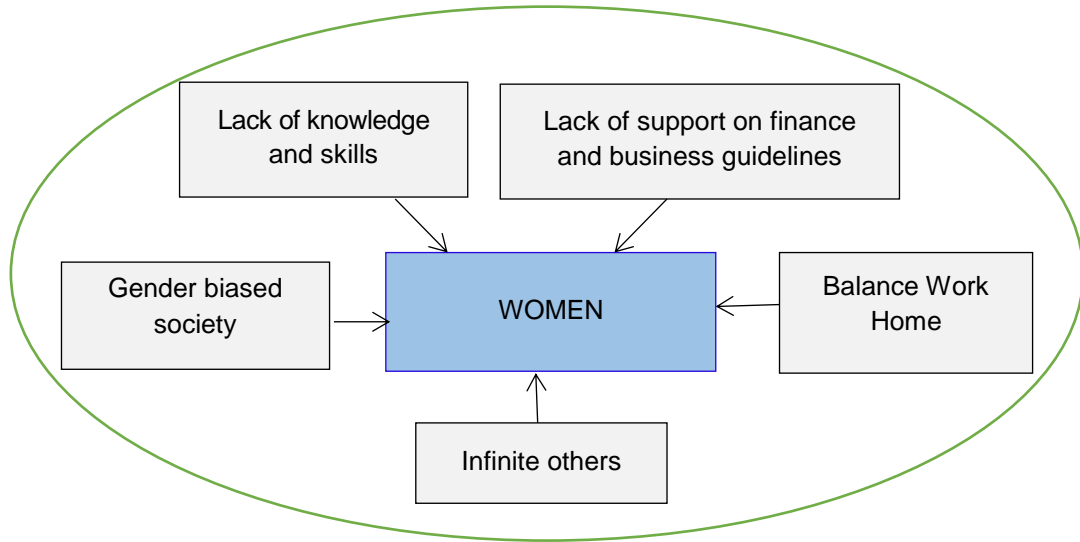 Lack of knowledge
and skills
Lack of support on finance
and business guidelines
Gender biased
society
WOMEN
Balance Work
Home
Infinite others